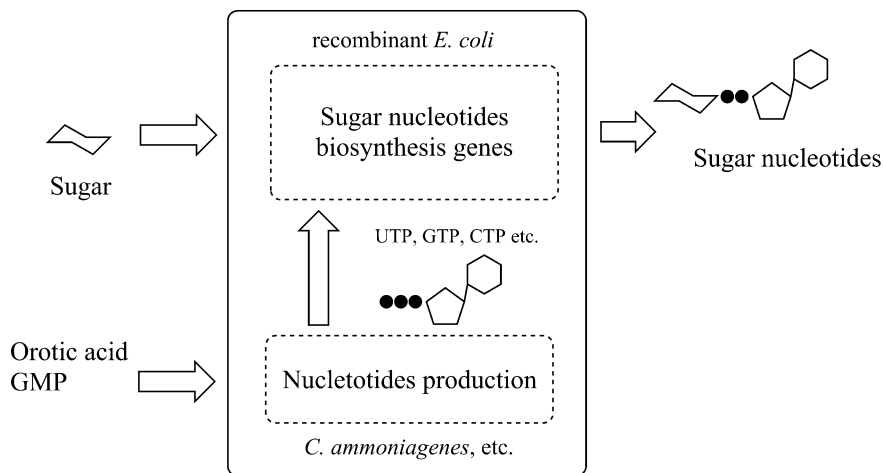 recombinant E. coli
Sugar nucleotides
biosynthesis genes
Sugar
Sugar nucleotides
UTP, GTP, CTP etc.
Orotic acid
GMP
Nucletotides production
C. ammoniagenes, etc.